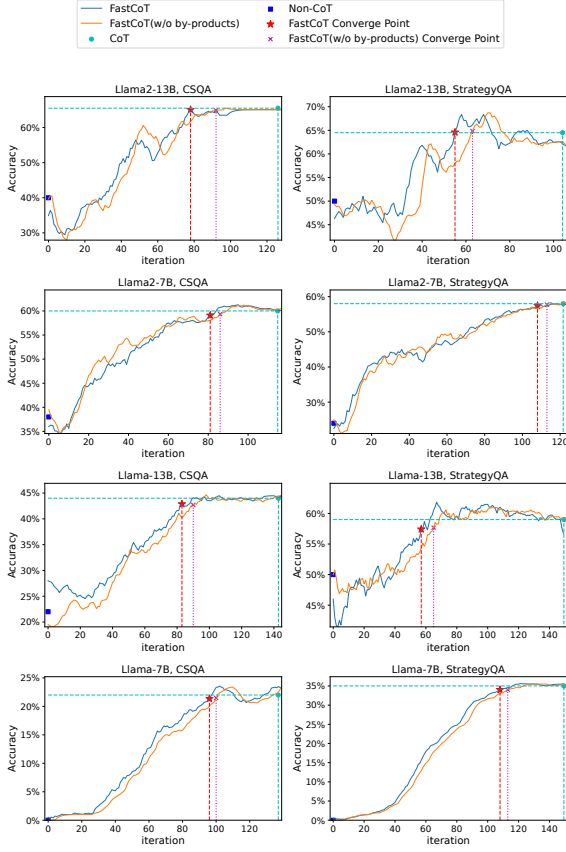 FastCoT
FastCoT(w/o by-products)
CoT
Non-CoT
FastCoT Converge Point
FastCoT(w/o by-products) Converge Point
Llama2-13B, CSQA
Accuracy
60%
50%
40%
30%
0 20 40 60 80 100 120
iteration
Llama2-13B, StrategyQA
Accuracy
70%
65%
60%
55%
50%
45%
0 20 40 60 80 100
iteration
Llama2-7B, CSQA
Accuracy
60%
55%
50%
45%
40%
35%
0 20 40 60 80 100
iteration
Llama2-7B, StrategyQA
Accuracy
60%
50%
40%
30%
0 20 40 60 80 100 120
iteration
Llama-13B, CSQA
Accuracy
45%
40%
35%
30%
25%
20%
0 20 40 60 80 100 120 140
iteration
Llama-13B, StrategyQA
Accuracy
60%
55%
50%
45%
0 20 40 60 80 100 120 140
iteration
Llama-7B, CSQA
Accuracy
25%
20%
15%
10%
5%
0%
0 20 40 60 80 100 120
iteration
Llama-7B, StrategyQA
Accuracy
35%
30%
25%
20%
15%
10%
5%
0%
0 20 40 60 80 100 120 140
iteration